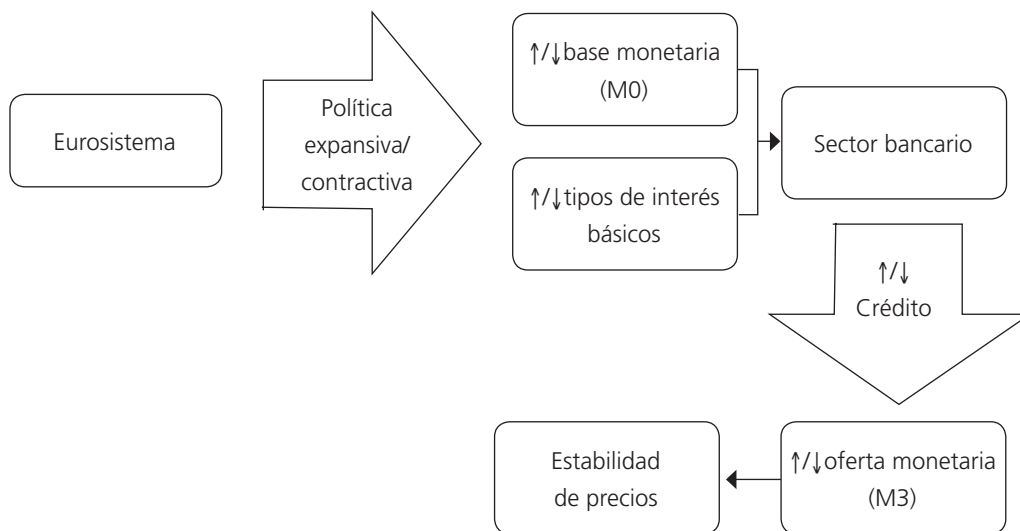 Eurosistema
Política
expansiva/
contractiva
↑/↓base monetaria
(M0)
↑/↓tipos de interés
básicos
Sector bancario
↑/↓
Crédito
↑/↓oferta monetaria
(M3)
Estabilidad
de precios